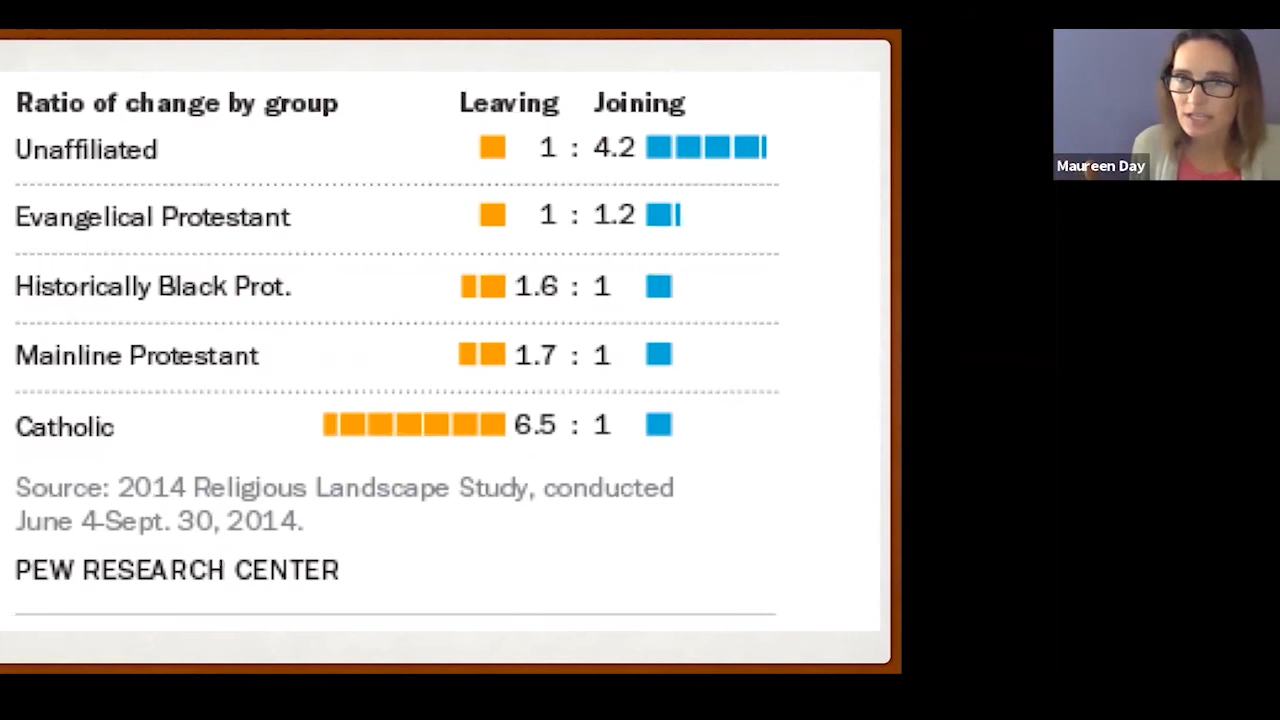 Ratio of change by group Leaving Joining
Unaffiliated 1 : 4.2
Evangelical Protestant 1 : 1.2
Historically Black Prot. 1.6 : 1
Mainline Protestant 1.7 : 1
Catholic 6.5 : 1
Source: 2014 Religious Landscape Study, conducted
June 4-Sept. 30, 2014.
PEW RESEARCH CENTER
Maureen Day